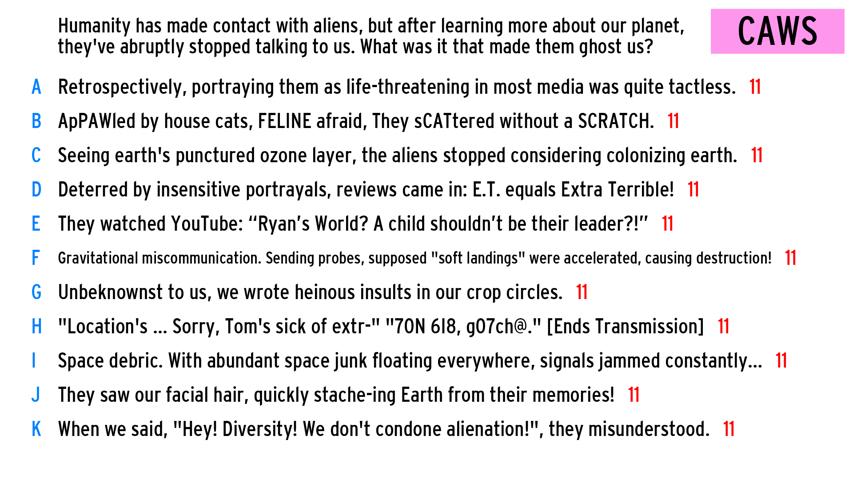 Humanity has made contact with aliens, but after learning more about our planet,
they've abruptly stopped talking to us. What was it that made them ghost us?
CAWS
A Retrospectively, portraying them as life-threatening in most media was quite tactless. 11
B ApPAWled by house cats, FELINE afraid, They sCATtered without a SCRATCH. 11
C Seeing earth's punctured ozone layer, the aliens stopped considering colonizing earth. 11
D Deterred by insensitive portrayals, reviews came in: E.T. equals Extra Terrible! 11
E They watched YouTube: “Ryan’s World? A child shouldn’t be their leader?!” 11
F Gravitational miscommunication. Sending probes, supposed "soft landings" were accelerated, causing destruction! 11
G Unbeknownst to us, we wrote heinous insults in our crop circles. 11
H "Location's ... Sorry, Tom's sick of extr-" "70N 6l8, g07ch@." [Ends Transmission] 11
I Space debric. With abundant space junk floating everywhere, signals jammed constantly... 11
J They saw our facial hair, quickly stache-ing Earth from their memories! 11
K When we said, "Hey! Diversity! We don't condone alienation!", they misunderstood. 11